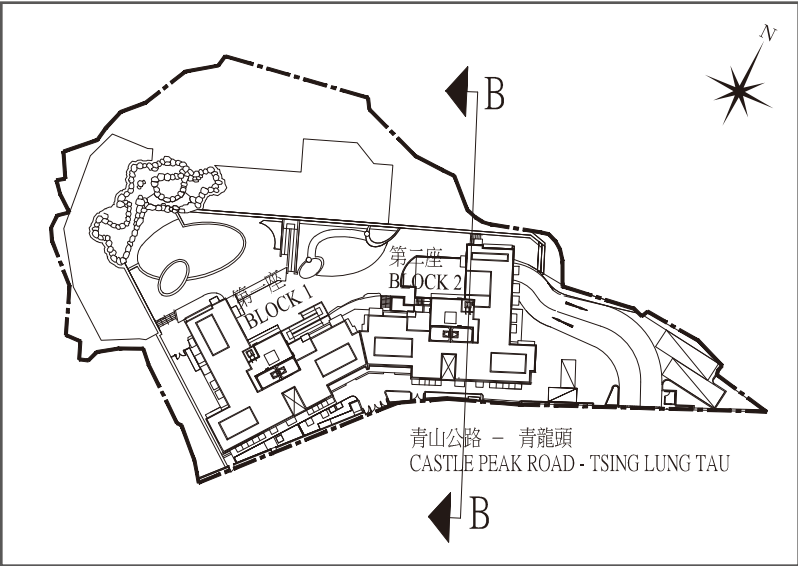 N
B
第二座
BLOCK 2
第一座
BLOCK 1
青山公路 – 青龍頭
CASTLE PEAK ROAD - TSING LUNG TAU
B